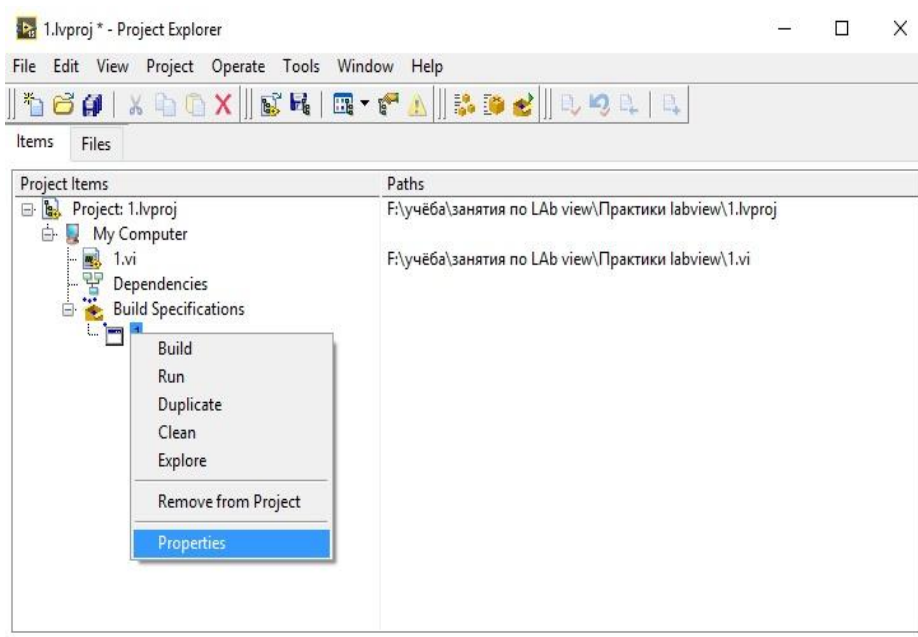 1.lvproj * - Project Explorer
File Edit View Project Operate Tools Window Help
Items Files
Project Items Paths
Project: 1.lvproj F:\учёба\занятия по LAb view\Практики labview\1.lvproj
My Computer
1.vi F:\учёба\занятия по LAb view\Практики labview\1.vi
Dependencies
Build Specifications
1
Build
Run
Duplicate
Clean
Explore
Remove from Project
Properties